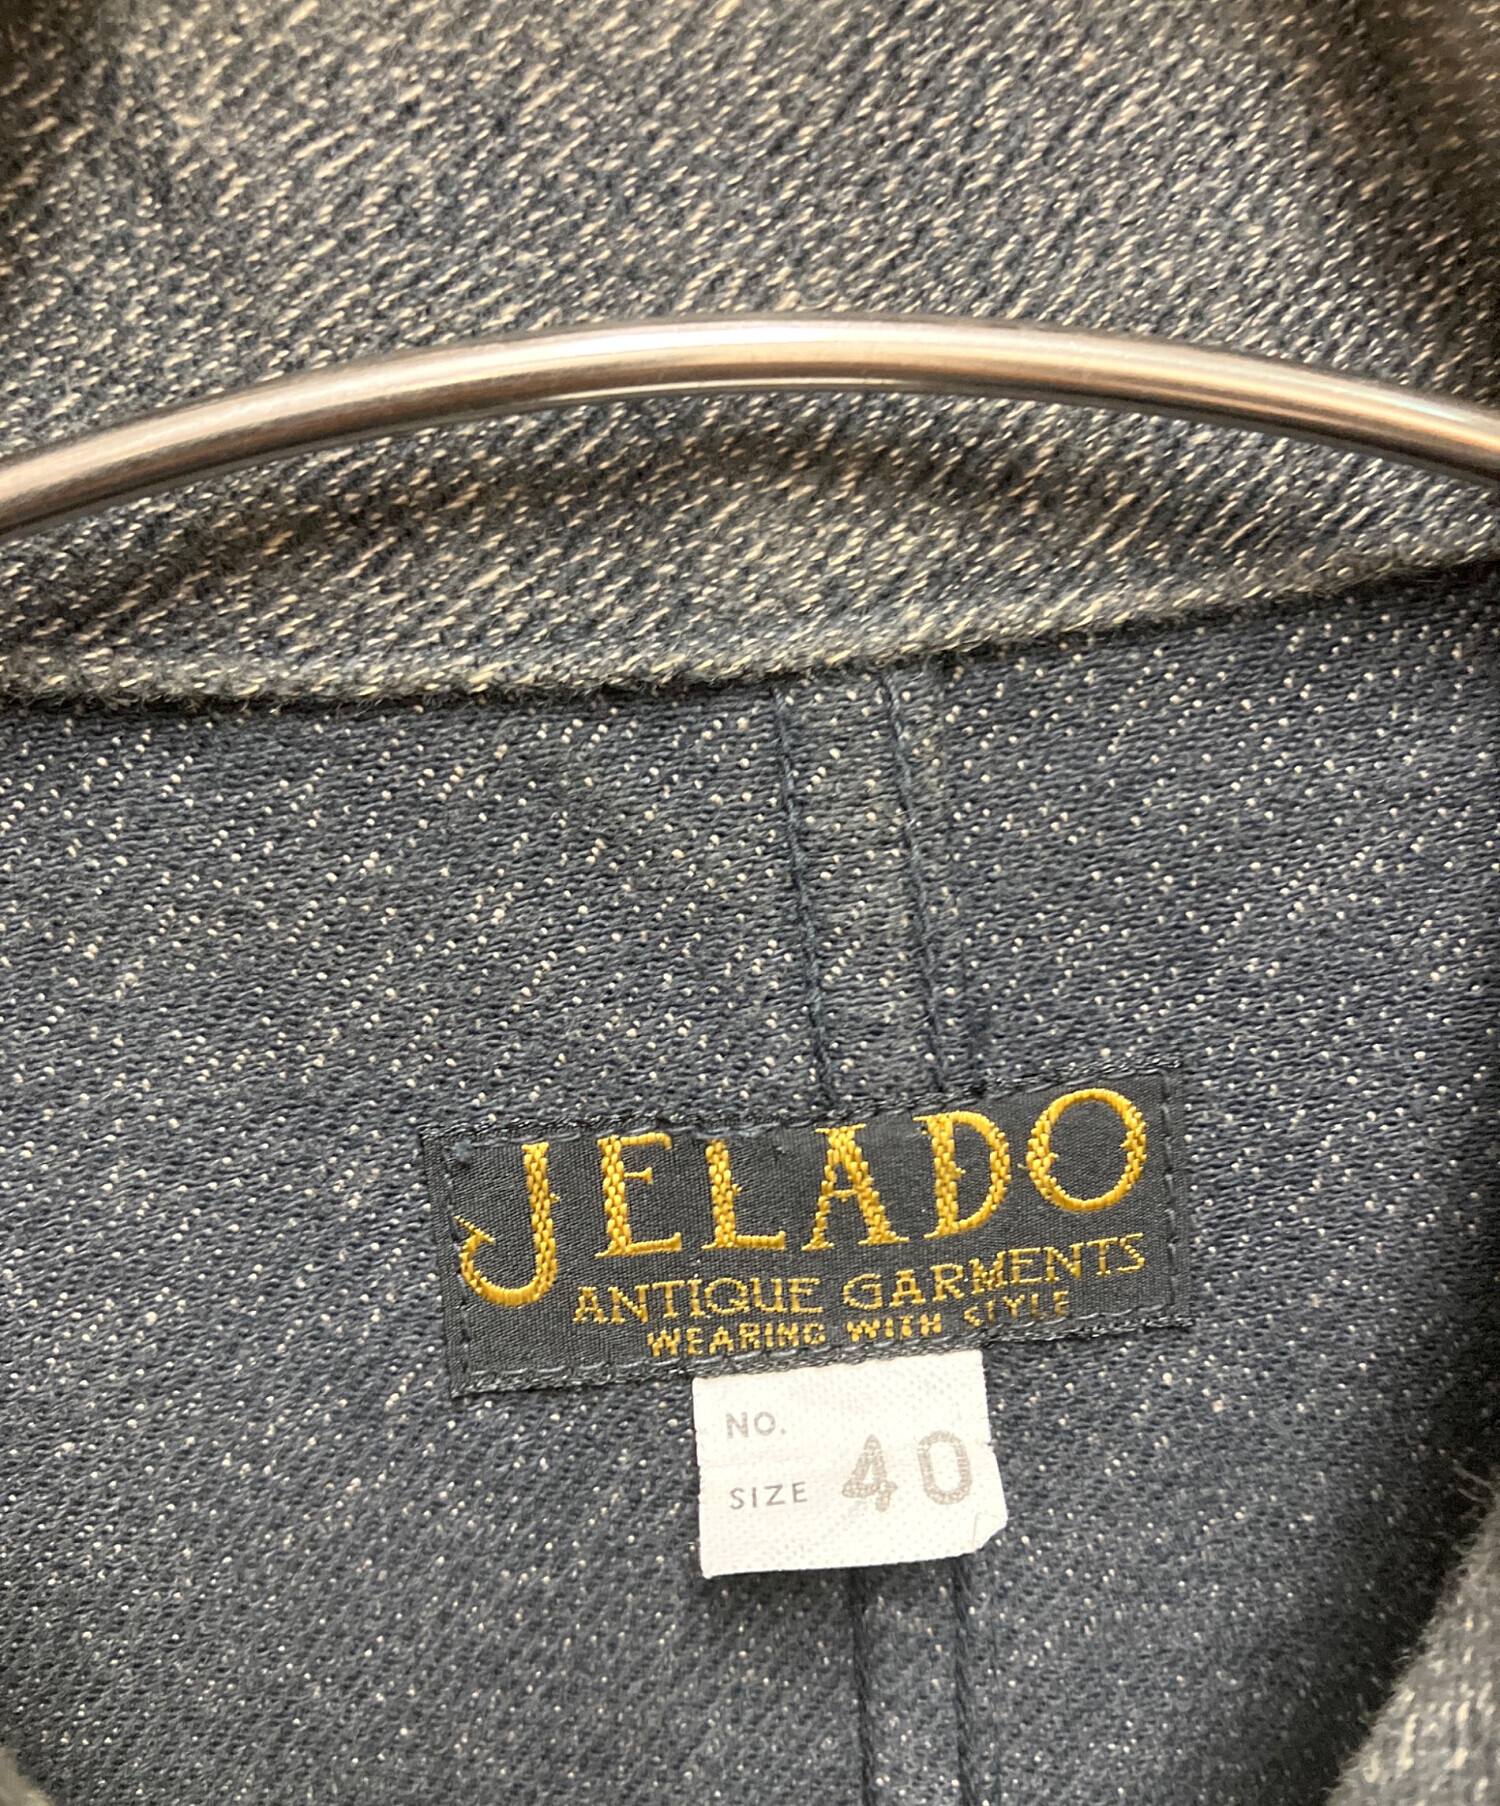 JELADO
ANTIQUE GARMENTS
WEARING WITH STYLE
NO.
SIZE 40